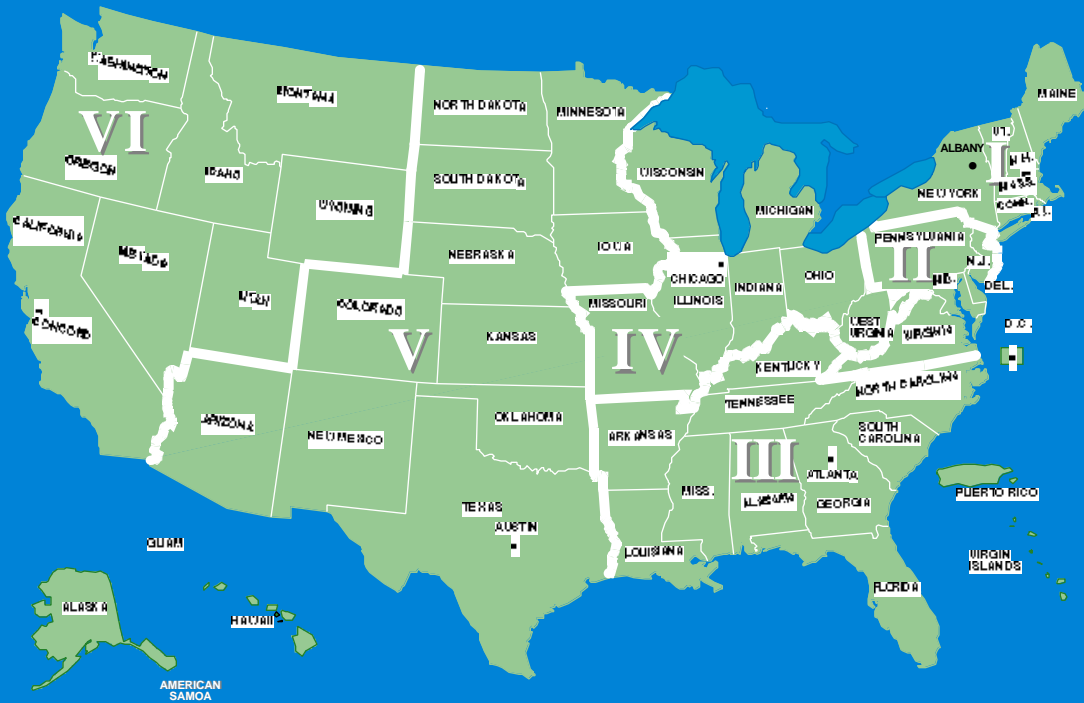 WASHINGTON
MONTANA
NORTH DAKOTA
MINNESOTA
MAINE
VI
OREGON
IDAHO
SOUTH DAKOTA
WISCONSIN
ALBANY
VT.
N.H.
I
MASS.
NEW YORK
CONN.
R.I.
WYOMING
MICHIGAN
CALIFORNIA
NEVADA
NEBRASKA
IOWA
PENNSYLVANIA
II
N.J.
MD.
DEL.
CHICAGO
ILLINOIS
INDIANA
OHIO
UTAH
COLORADO
MISSOURI
CONCORD
V
KANSAS
IV
WEST
VIRGINIA
VIRGINIA
D.C.
KENTUCKY
NORTH CAROLINA
TENNESSEE
ARIZONA
NEW MEXICO
OKLAHOMA
ARKANSAS
SOUTH
CAROLINA
III
ATLANTA
MISS.
ALABAMA
GEORGIA
PUERTO RICO
TEXAS
AUSTIN
LOUISIANA
GUAM
VIRGIN
ISLANDS
FLORIDA
ALASKA
HAWAII
AMERICAN
SAMOA